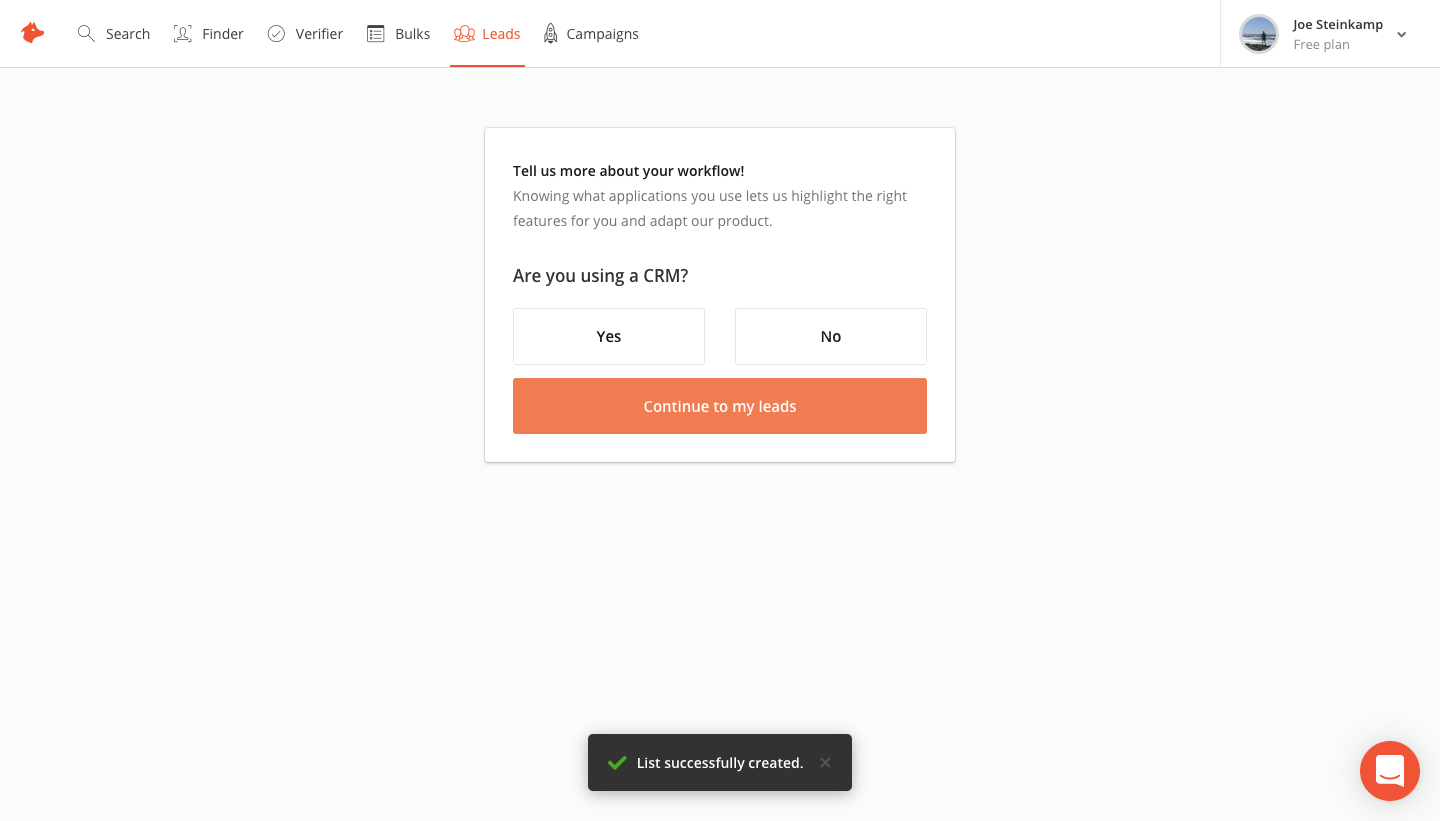 Search
Finder
Verifier
Bulks
Leads
Campaigns
Joe Steinkamp
Free plan
Tell us more about your workflow!
Knowing what applications you use lets us highlight the right
features for you and adapt our product.
Are you using a CRM?
Yes
No
Continue to my leads
List successfully created.